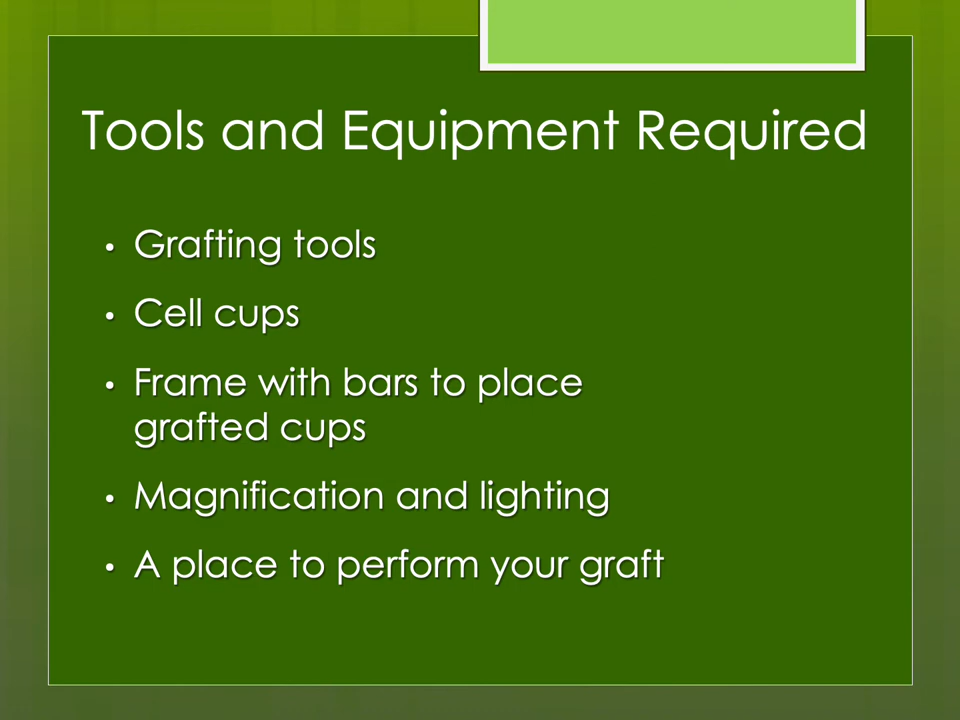 Tools and Equipment Required
• Grafting tools
• Cell cups
• Frame with bars to place
grafted cups
• Magnification and lighting
• A place to perform your graft